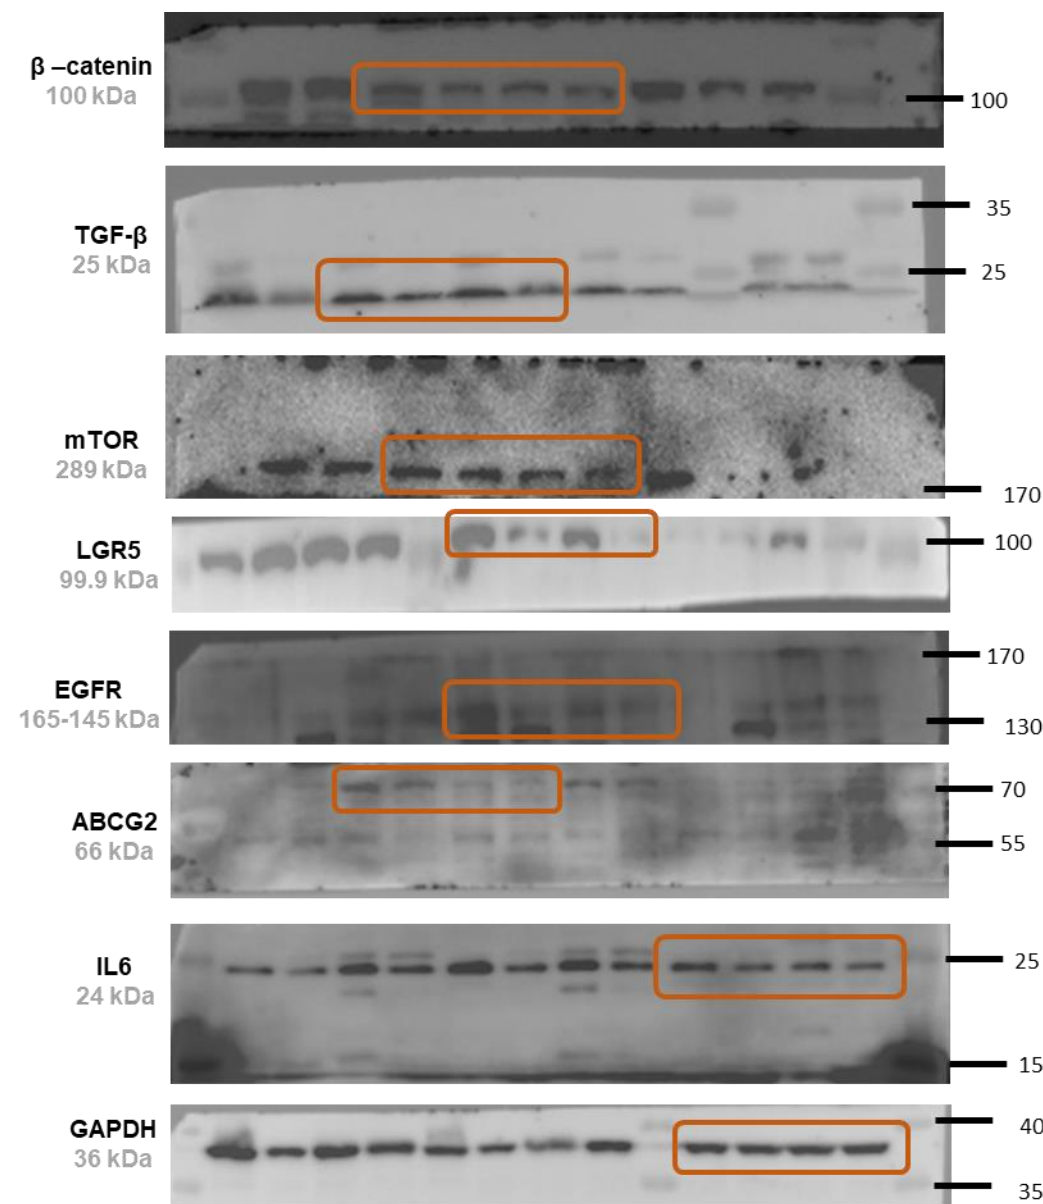 β –catenin
100 kDa
100
TGF-β
25 kDa
35
25
mTOR
289 kDa
170
LGR5
99.9 kDa
100
EGFR
165-145 kDa
170
130
ABCG2
66 kDa
70
55
IL6
24 kDa
25
15
GAPDH
36 kDa
40
35